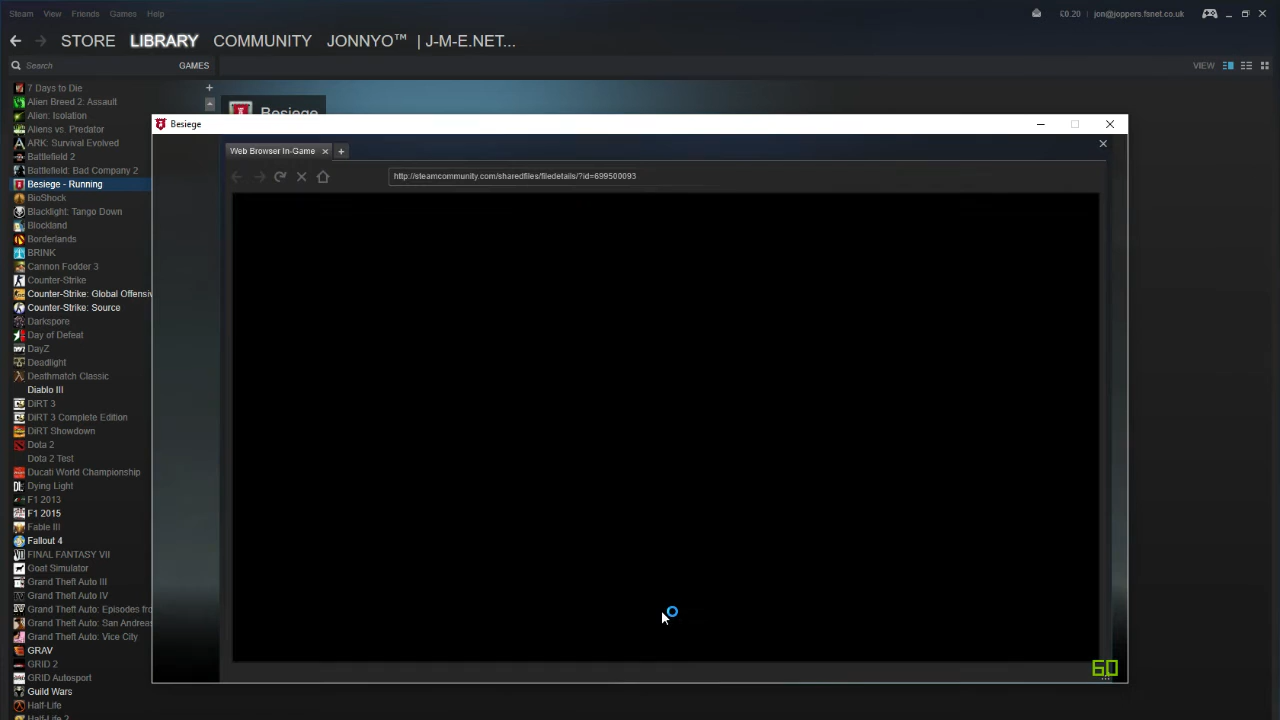 Steam View Friends Games Help
€0.20 jon@joppers.fsnet.co.uk
STORE LIBRARY COMMUNITY JONNYO™ | J-M-E.NET...
Search GAMES VIEW
7 Days to Die
Alien Breed 2: Assault
Alien: Isolation
Aliens vs. Predator
ARK: Survival Evolved
Battlefield 2
Battlefield: Bad Company 2
Besiege - Running
BioShock
Blacklight: Tango Down
Blockland
Borderlands
BRINK
Cannon Fodder 3
Counter-Strike
Counter-Strike: Global Offensiv
Counter-Strike: Source
Darkspore
Day of Defeat
DayZ
Deadlight
Deathmatch Classic
Diablo III
DiRT 3
DiRT 3 Complete Edition
DiRT Showdown
Dota 2
Dota 2 Test
Ducati World Championship
Dying Light
F1 2013
F1 2015
Fable III
Fallout 4
FINAL FANTASY VII
Goat Simulator
Grand Theft Auto III
Grand Theft Auto IV
Grand Theft Auto: Episodes fro
Grand Theft Auto: San Andreas
Grand Theft Auto: Vice City
GRAV
GRID 2
GRID Autosport
Guild Wars
Half-Life
Half-Life 2
Besiege
Besiege
Web Browser In-Game
http://steamcommunity.com/sharedfiles/filedetails/?id=699500093
60